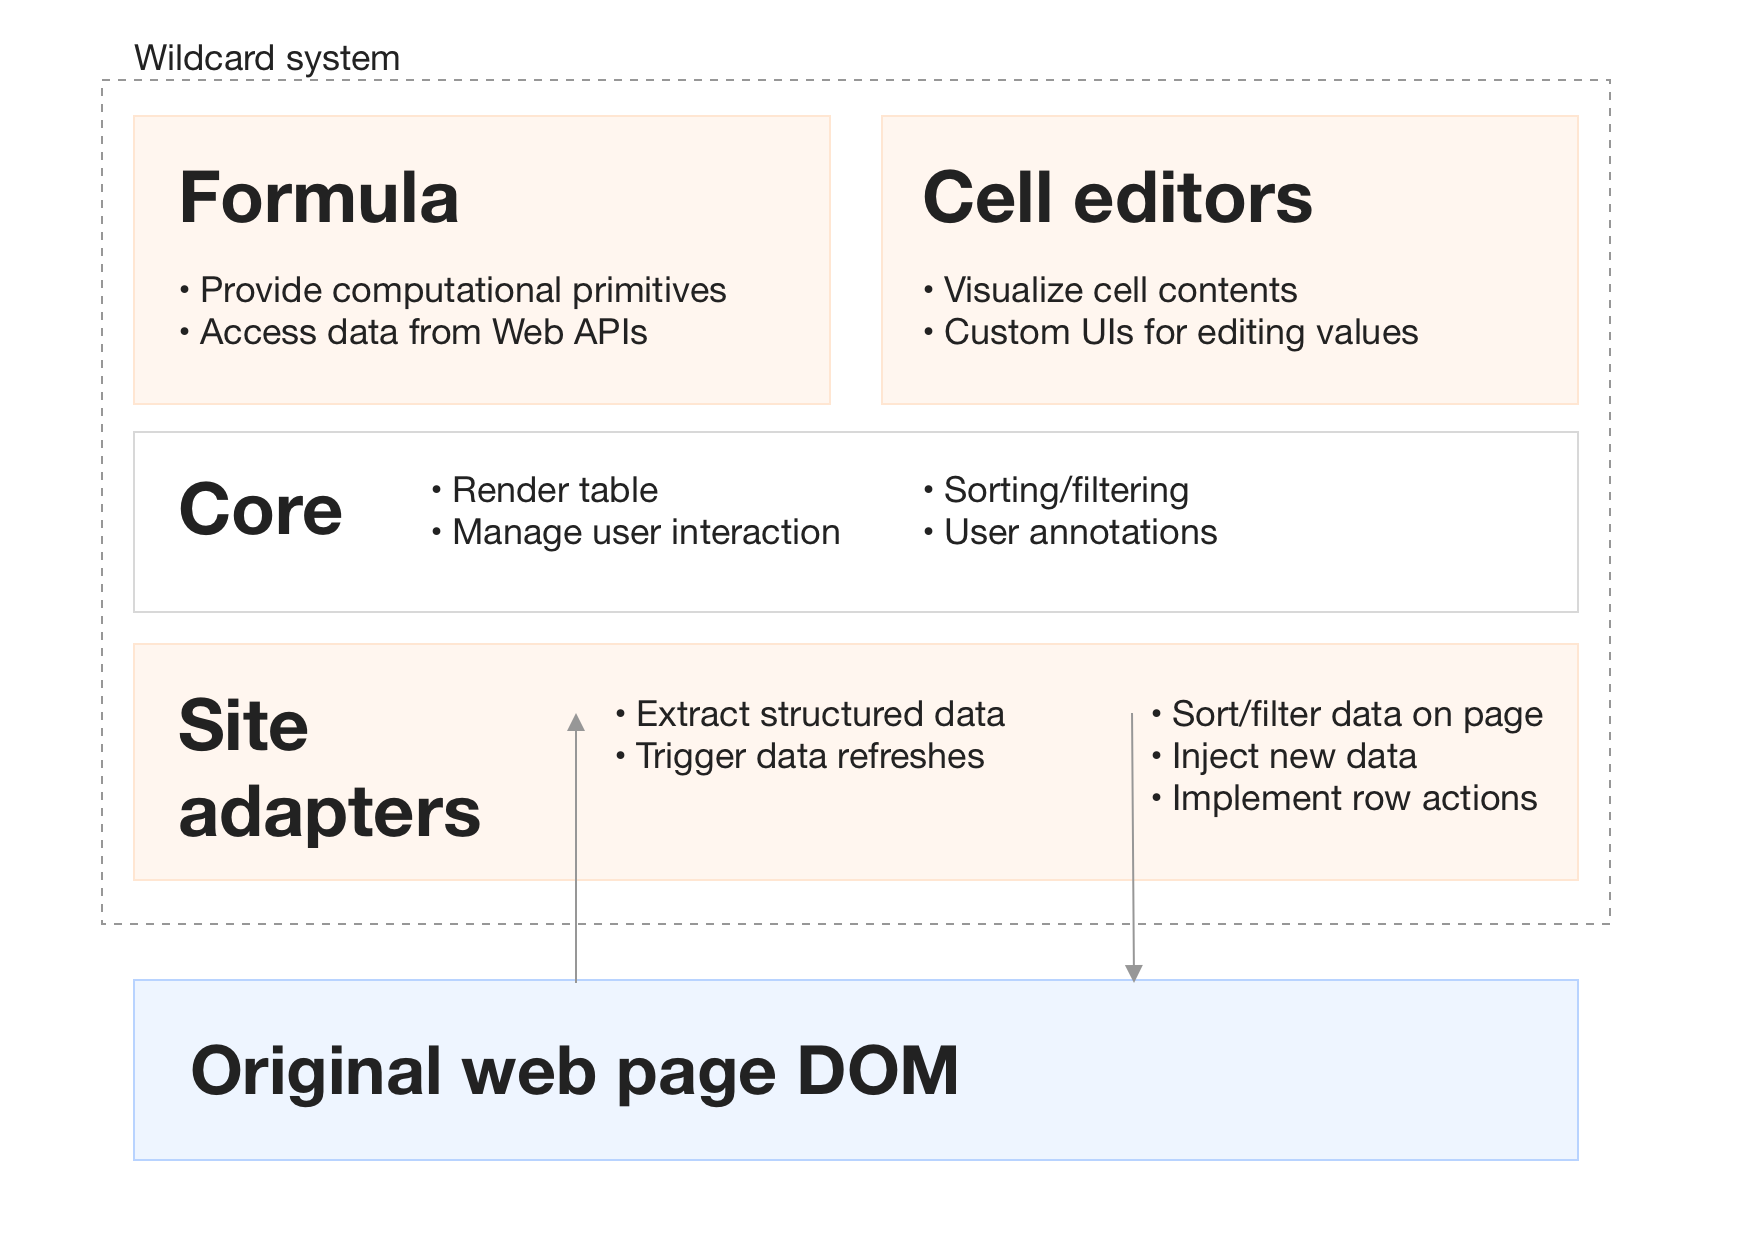 Wildcard system
Formula
• Provide computational primitives
• Access data from Web APIs
Cell editors
• Visualize cell contents
• Custom UIs for editing values
Core
• Render table
• Manage user interaction
• Sorting/filtering
• User annotations
Site
adapters
• Extract structured data
• Trigger data refreshes
• Sort/filter data on page
• Inject new data
• Implement row actions
Original web page DOM